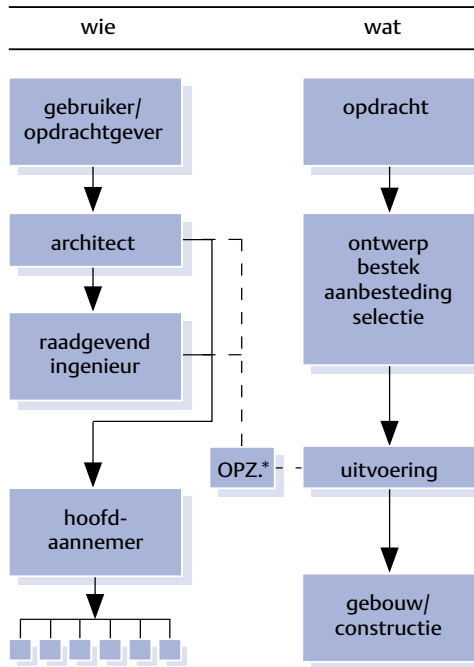 wie
wat
gebruiker/
opdrachtgever
opdracht
architect
ontwerp
bestek
aanbesteding
selectie
raadgevend
ingenieur
OPZ.*
uitvoering
hoofd-
aannemer
gebouw/
constructie